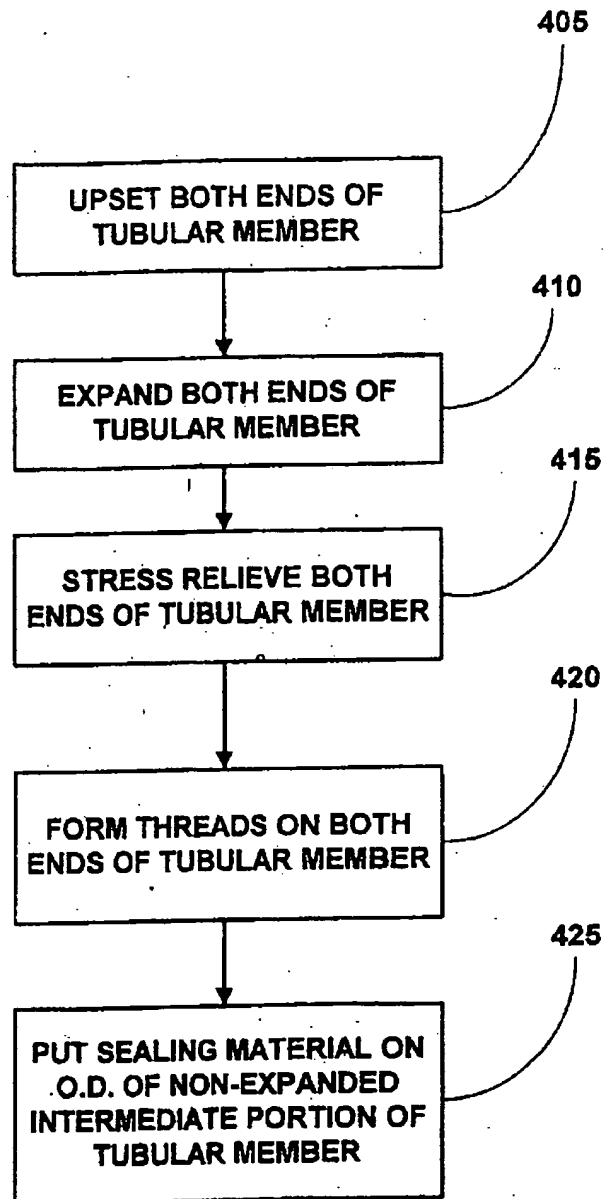 405
UPSET BOTH ENDS OF
TUBULAR MEMBER
410
EXPAND BOTH ENDS OF
TUBULAR MEMBER
415
STRESS RELIEVE BOTH
ENDS OF TUBULAR MEMBER
420
FORM THREADS ON BOTH
ENDS OF TUBULAR MEMBER
425
PUT SEALING MATERIAL ON
O.D. OF NON-EXPANDED
INTERMEDIATE PORTION OF
TUBULAR MEMBER